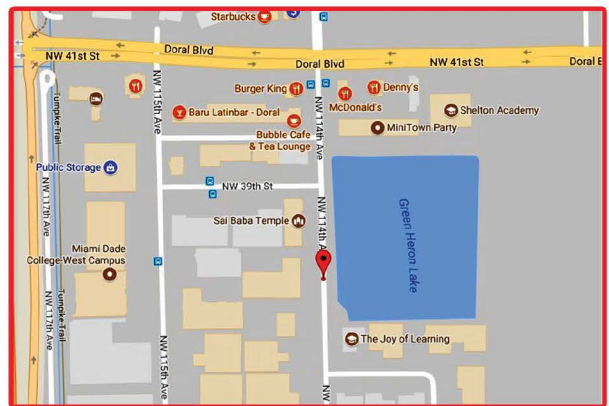 Starbucks
Doral Blvd
NW 41st St
Doral Blvd
NW 41st St
Doral B
Burger King
Denny's
McDonald's
Baru Latinbar - Doral
Shelton Academy
MiniTown Party
Bubble Cafe
& Tea Lounge
Turnpike Trail
NW 117th Ave
NW 115th Ave
NW 114th Ave
Public Storage
NW 39th St
Sai Baba Temple
NW 114th A
Green Heron Lake
Miami Dade
College-West Campus
Turnpike Trail
NW 117th Ave
NW 115th Ave
The Joy of Learning
NW